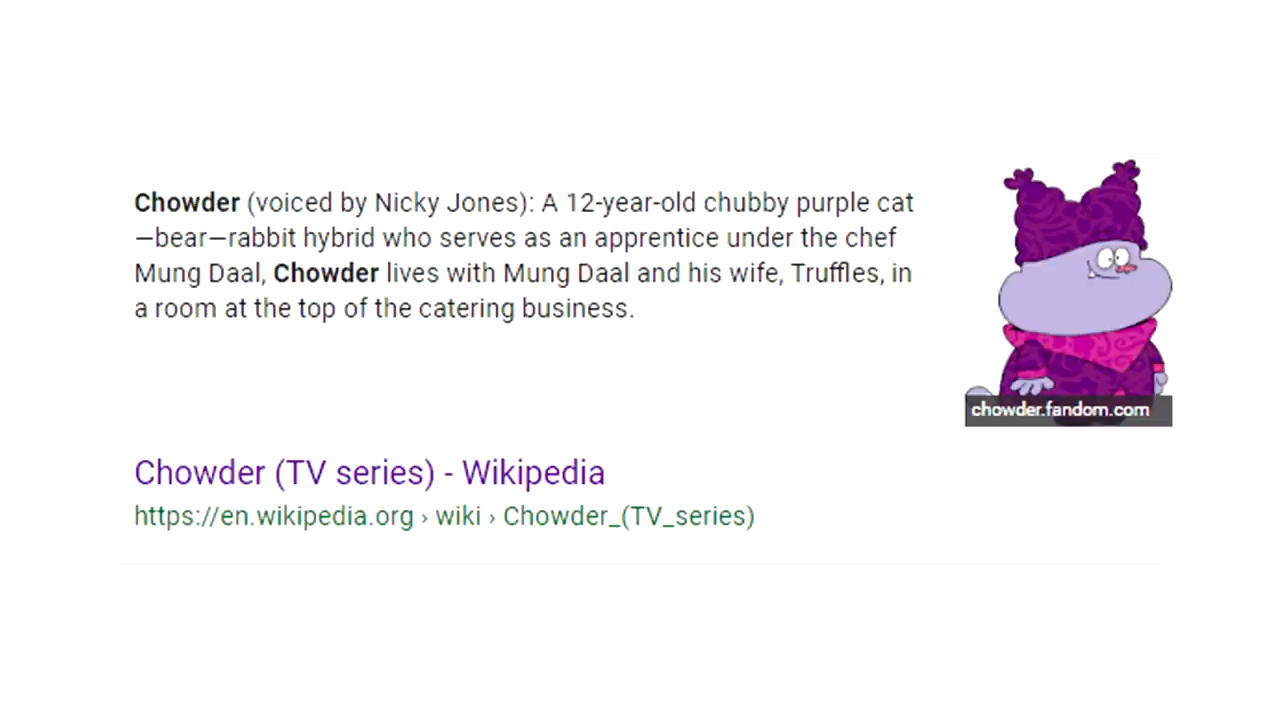 Chowder (voiced by Nicky Jones): A 12-year-old chubby purple cat
—bear—rabbit hybrid who serves as an apprentice under the chef
Mung Daal, Chowder lives with Mung Daal and his wife, Truffles, in
a room at the top of the catering business.
chowder.fandom.com
Chowder (TV series) - Wikipedia
https://en.wikipedia.org › wiki › Chowder_(TV_series)